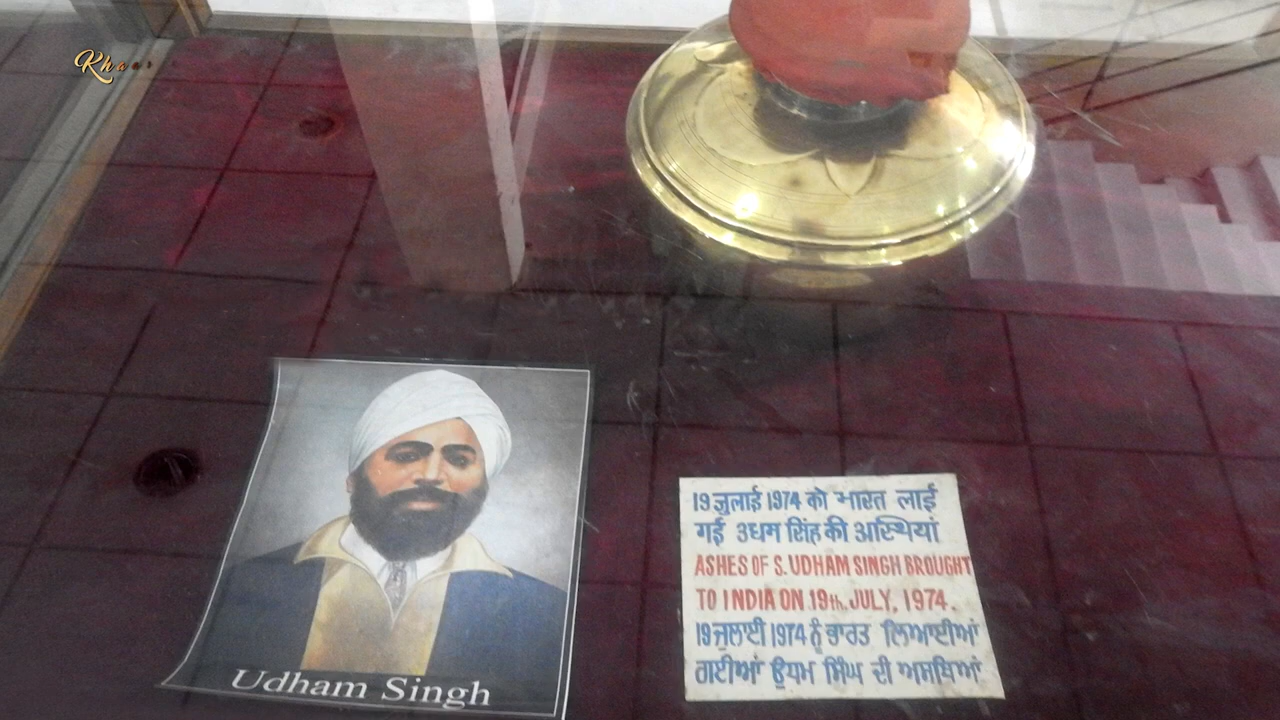 19 जुलाई 1974 को भारत लाई
गई उधम सिंह की अस्थियां
ASHES OF S. UDHAM SINGH BROUGHT
TO INDIA ON 19th. JULY, 1974.
19 ਜੁਲਾਈ 1974 ਨੂੰ ਭਾਰਤ ਲਿਆਈਆਂ
ਗਈਆਂ ਊਧਮ ਸਿੰਘ ਦੀ ਅਸਥਿਆਂ
Udham Singh